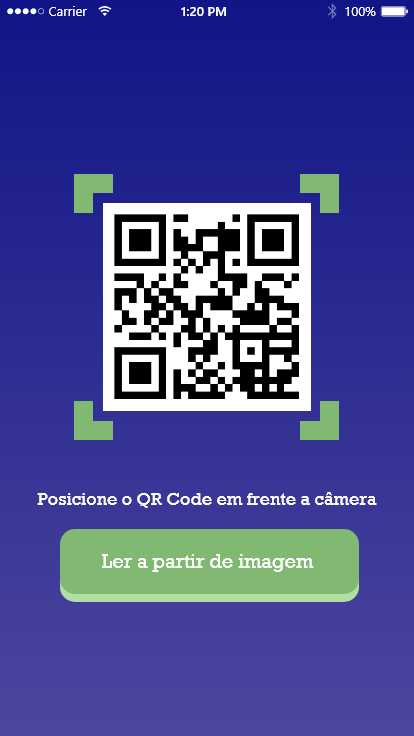 Carrier 1:20 PM 100%
Posicione o QR Code em frente a câmera
Ler a partir de imagem